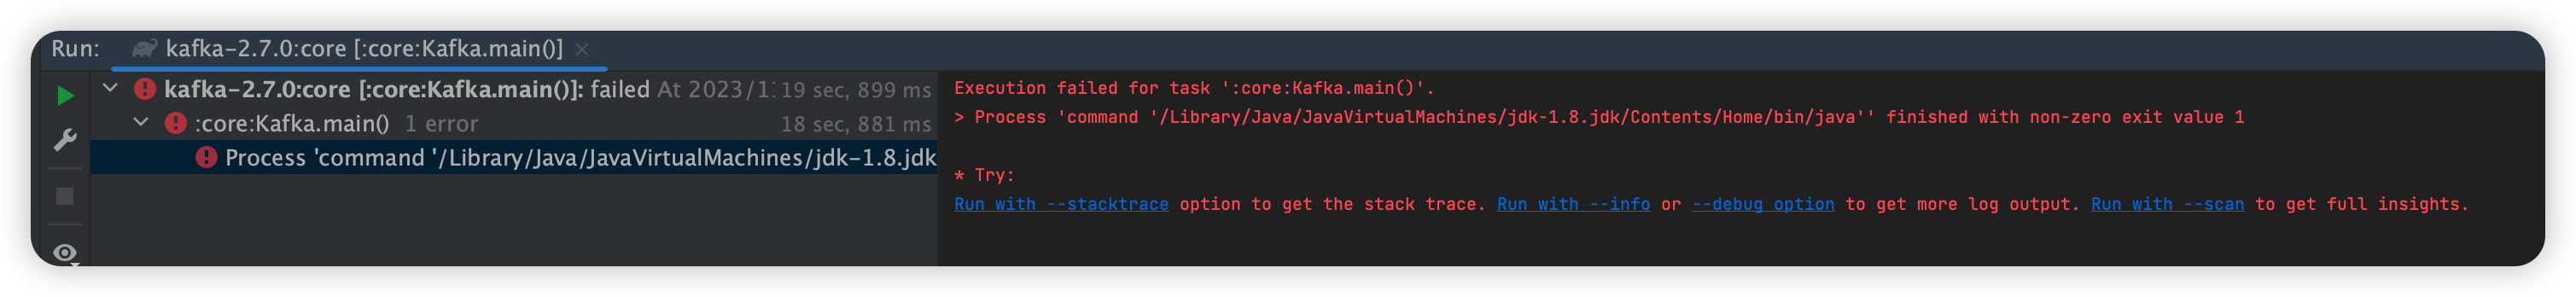 Run: kafka-2.7.0:core [:core:Kafka.main()] ×
kafka-2.7.0:core [:core:Kafka.main()]: failed At 2023/1 19 sec, 899 ms
:core:Kafka.main() 1 error 18 sec, 881 ms
Process 'command '/Library/Java/JavaVirtualMachines/jdk-1.8.jdk
Execution failed for task ':core:Kafka.main()'.
> Process 'command '/Library/Java/JavaVirtualMachines/jdk-1.8.jdk/Contents/Home/bin/java'' finished with non-zero exit value 1
* Try:
Run with --stacktrace option to get the stack trace. Run with --info or --debug option to get more log output. Run with --scan to get full insights.